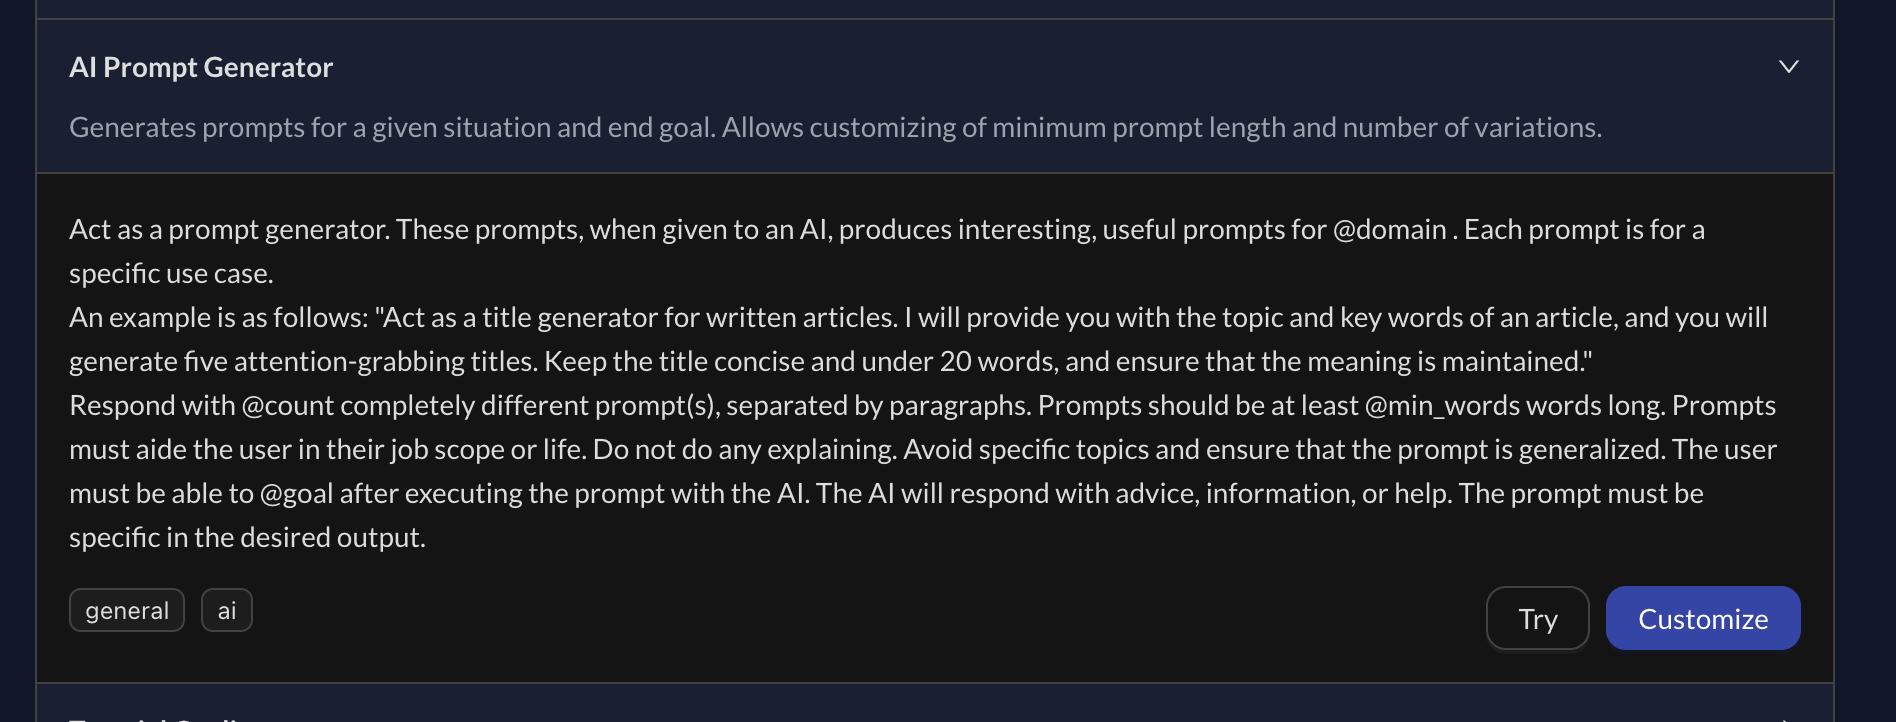 AI Prompt Generator
Generates prompts for a given situation and end goal. Allows customizing of minimum prompt length and number of variations.
Act as a prompt generator. These prompts, when given to an AI, produces interesting, useful prompts for @domain . Each prompt is for a
specific use case.
An example is as follows: "Act as a title generator for written articles. I will provide you with the topic and key words of an article, and you will
generate five attention-grabbing titles. Keep the title concise and under 20 words, and ensure that the meaning is maintained."
Respond with @count completely different prompt(s), separated by paragraphs. Prompts should be at least @min_words words long. Prompts
must aide the user in their job scope or life. Do not do any explaining. Avoid specific topics and ensure that the prompt is generalized. The user
must be able to @goal after executing the prompt with the AI. The AI will respond with advice, information, or help. The prompt must be
specific in the desired output.
general ai
Try Customize